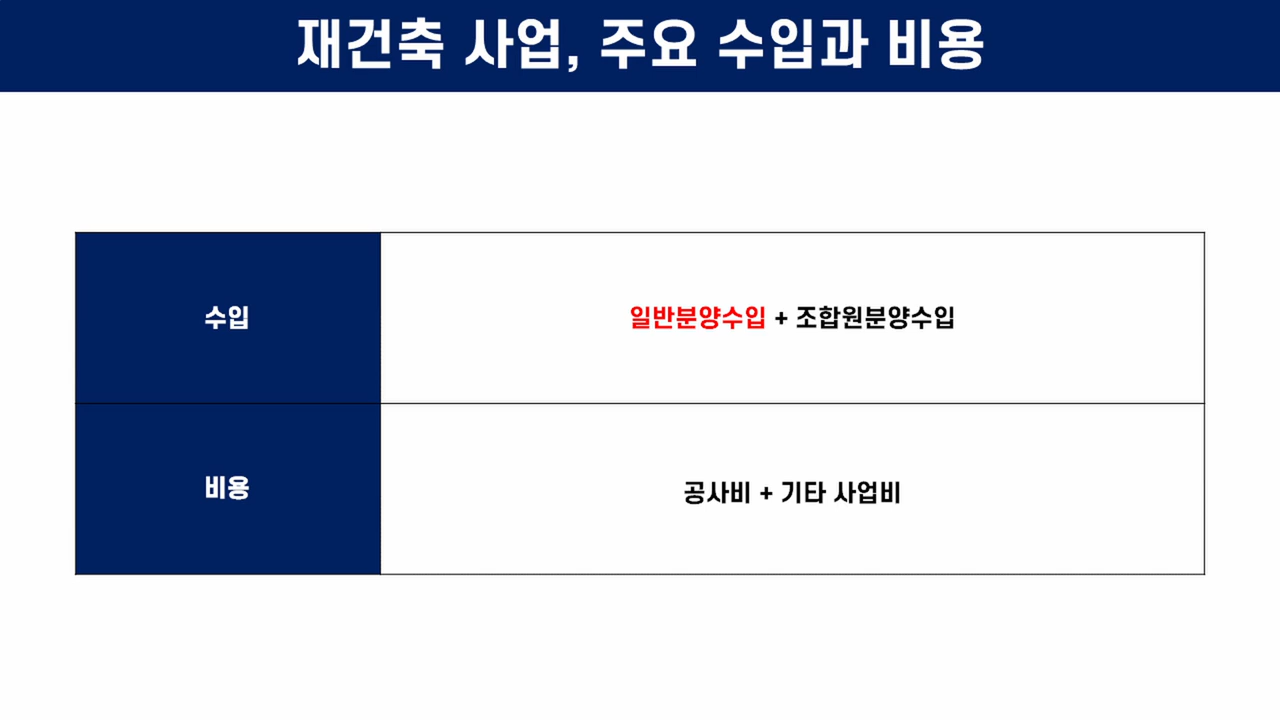 재건축 사업, 주요 수입과 비용
수입
일반분양수입 + 조합원분양수입
비용
공사비 + 기타 사업비